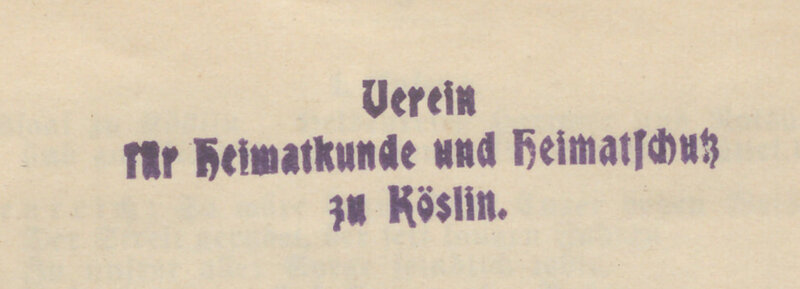 Verein
für Heimatkunde und Heimatschutz
zu Köslin.